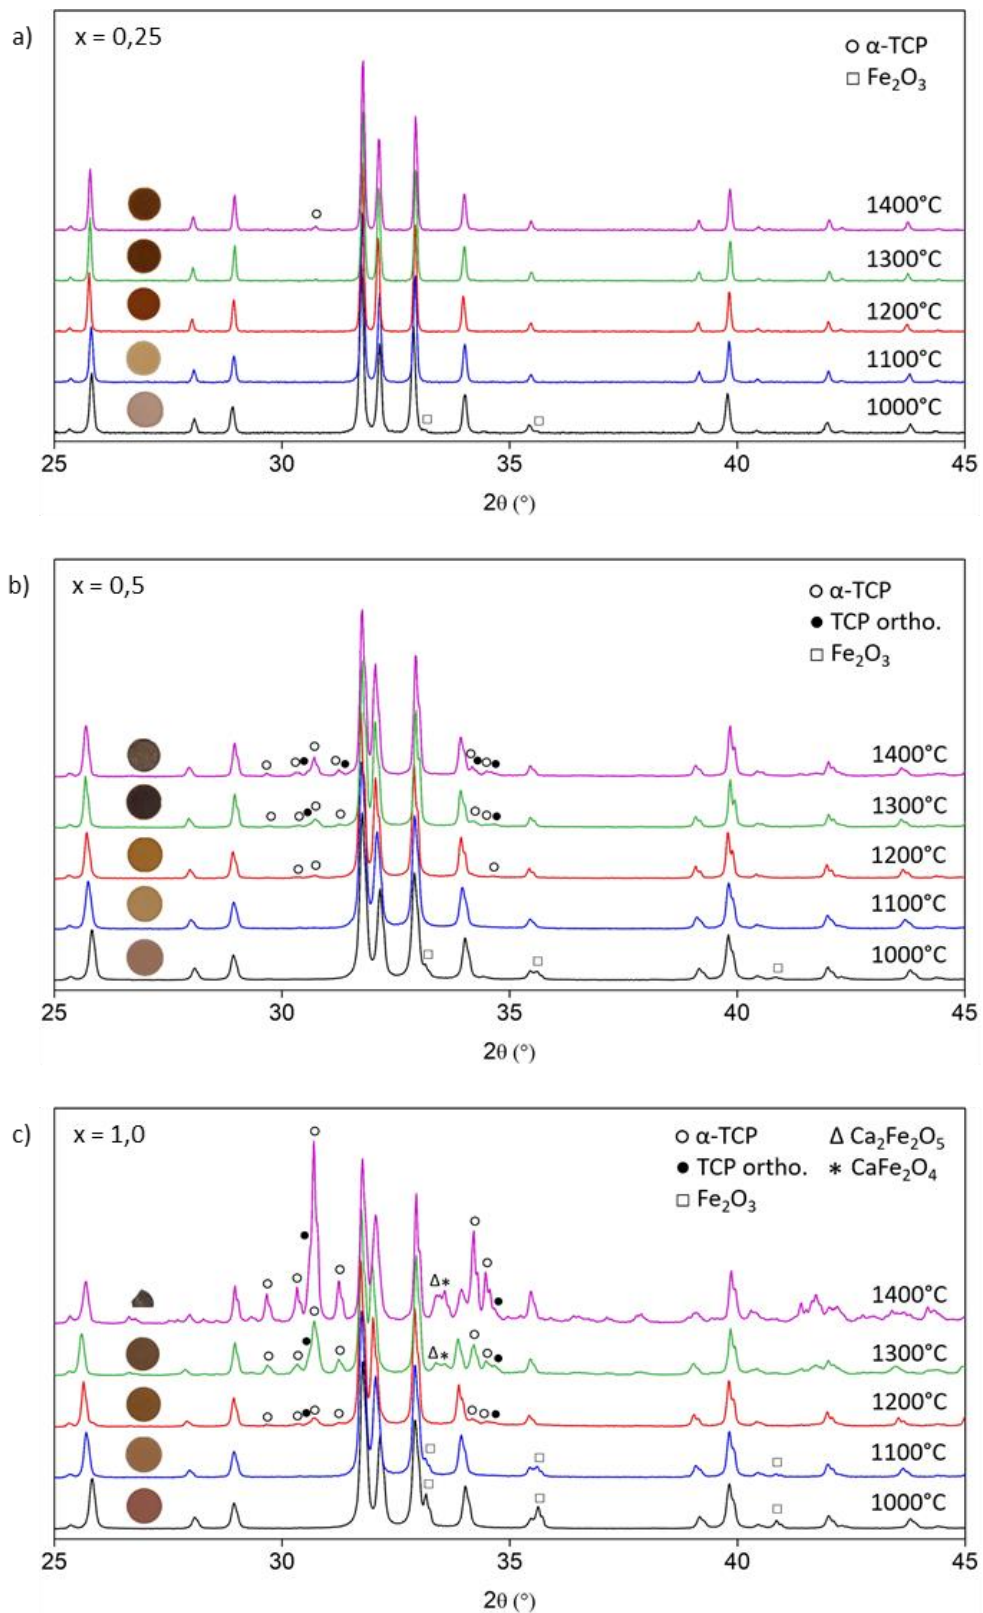 a)
x = 0,25
○ α-TCP
□ Fe₂O₃
1400°C
1300°C
1200°C
1100°C
1000°C
25 30 35 40 45
2θ (°)
b)
x = 0,5
○ α-TCP
● TCP ortho.
□ Fe₂O₃
1400°C
1300°C
1200°C
1100°C
1000°C
25 30 35 40 45
2θ (°)
c)
x = 1,0
○ α-TCP Δ Ca₂Fe₂O₅
● TCP ortho. * CaFe₂O₄
□ Fe₂O₃
Δ*
1400°C
Δ*
1300°C
1200°C
1100°C
1000°C
25 30 35 40 45
2θ (°)